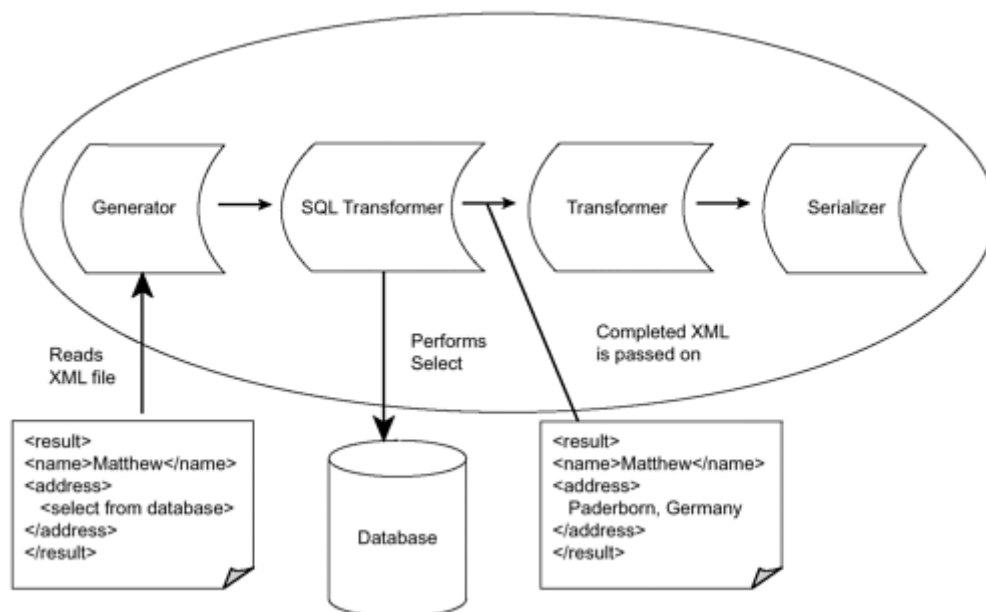 Generator
SQL Transformer
Transformer
Serializer
Reads
XML file
Performs
Select
Completed XML
is passed on
<result>
<name>Matthew</name>
<address>
<select from database>
</address>
</result>
Database
<result>
<name>Matthew</name>
<address>
Paderborn, Germany
</address>
</result>